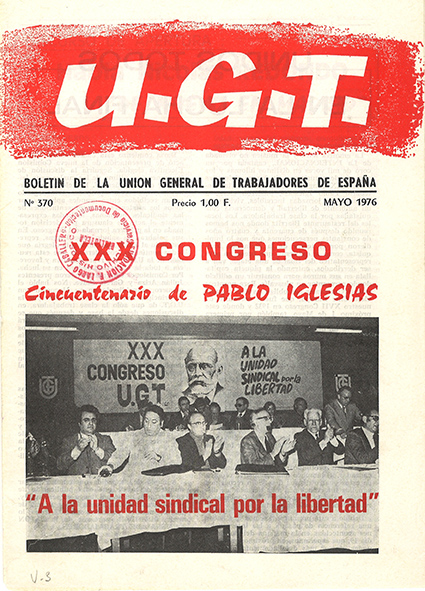 U.G.T.
BOLETIN DE LA UNION GENERAL DE TRABAJADORES DE ESPAÑA
Nº 370 Precio 1,00 F. MAYO 1976
XXX CONGRESO
Cincuentenario de PABLO IGLESIAS
XXX
CONGRESO
U.G.T.
A LA
UNIDAD
SINDICAL por la
LIBERTAD
"A la unidad sindical por la libertad"
V-3